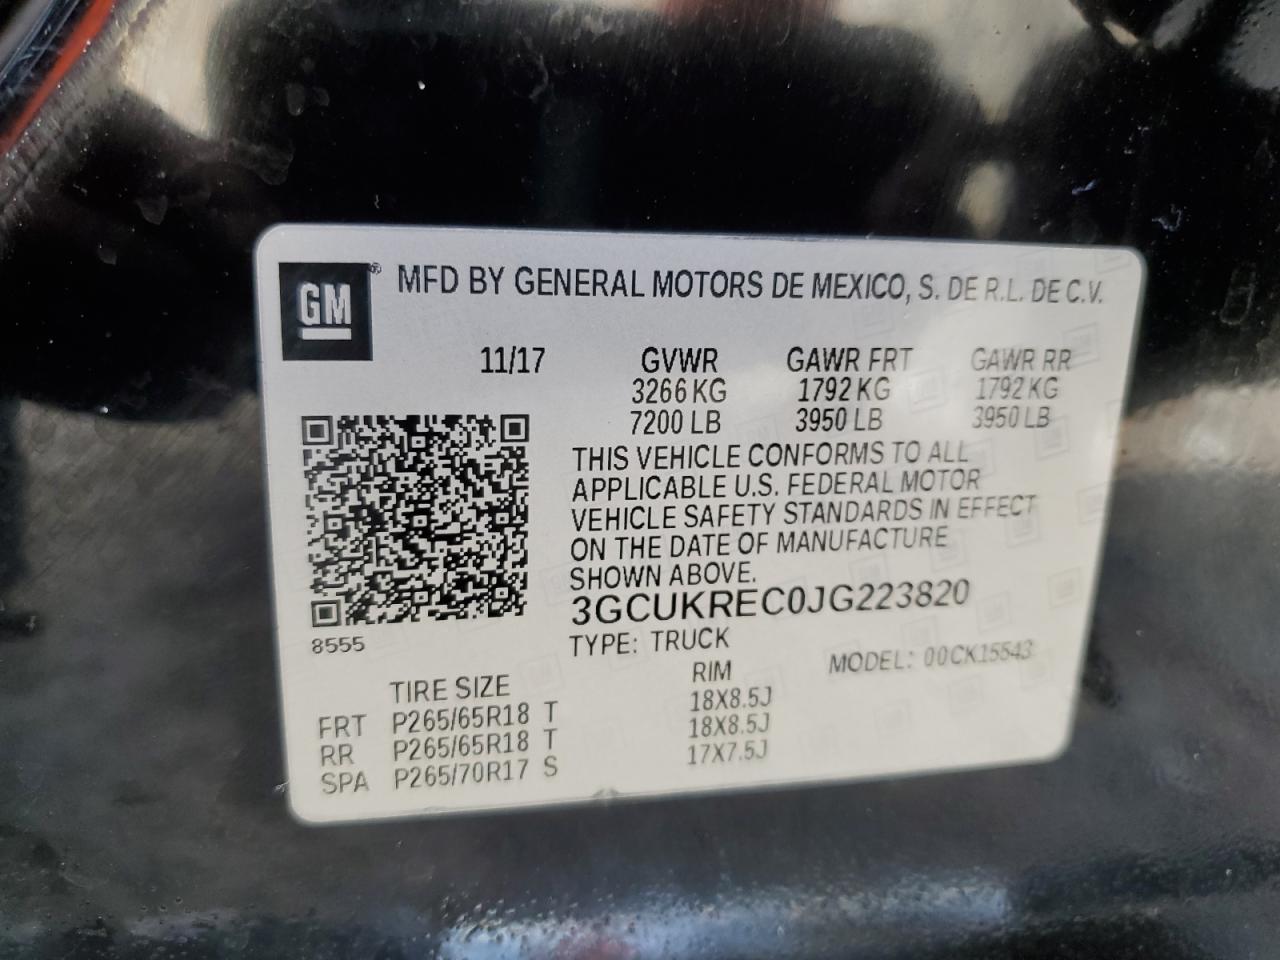 GM® MFD BY GENERAL MOTORS DE MEXICO, S. DE R.L. DE C.V.
11/17 GVWR GAWR FRT GAWR RR
3266 KG 1792 KG 1792 KG
7200 LB 3950 LB 3950 LB
THIS VEHICLE CONFORMS TO ALL
APPLICABLE U.S. FEDERAL MOTOR
VEHICLE SAFETY STANDARDS IN EFFECT
ON THE DATE OF MANUFACTURE
SHOWN ABOVE.
3GCUKREC0JG223820
8555
TYPE: TRUCK MODEL: 00CK15543
TIRE SIZE RIM
FRT P265/65R18 T 18X8.5J
RR P265/65R18 T 18X8.5J
SPA P265/70R17 S 17X7.5J